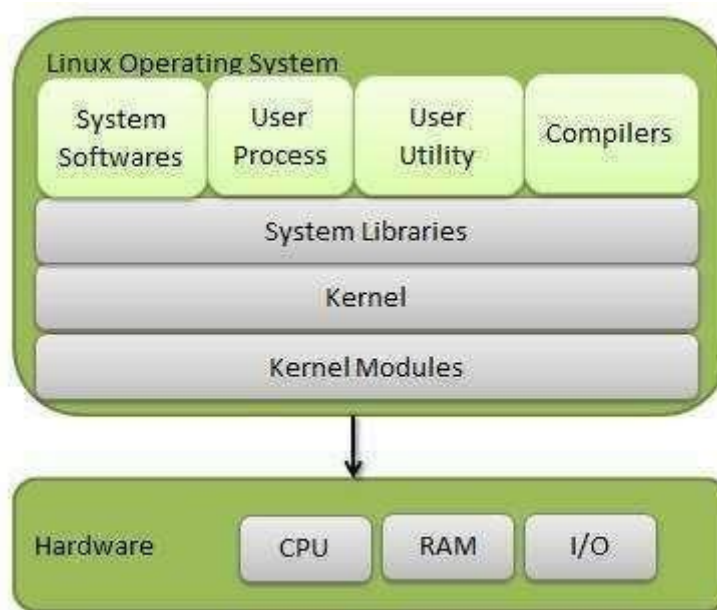 Linux Operating System
System
Softwares
User
Process
User
Utility
Compilers
System Libraries
Kernel
Kernel Modules
Hardware
CPU
RAM
I/O